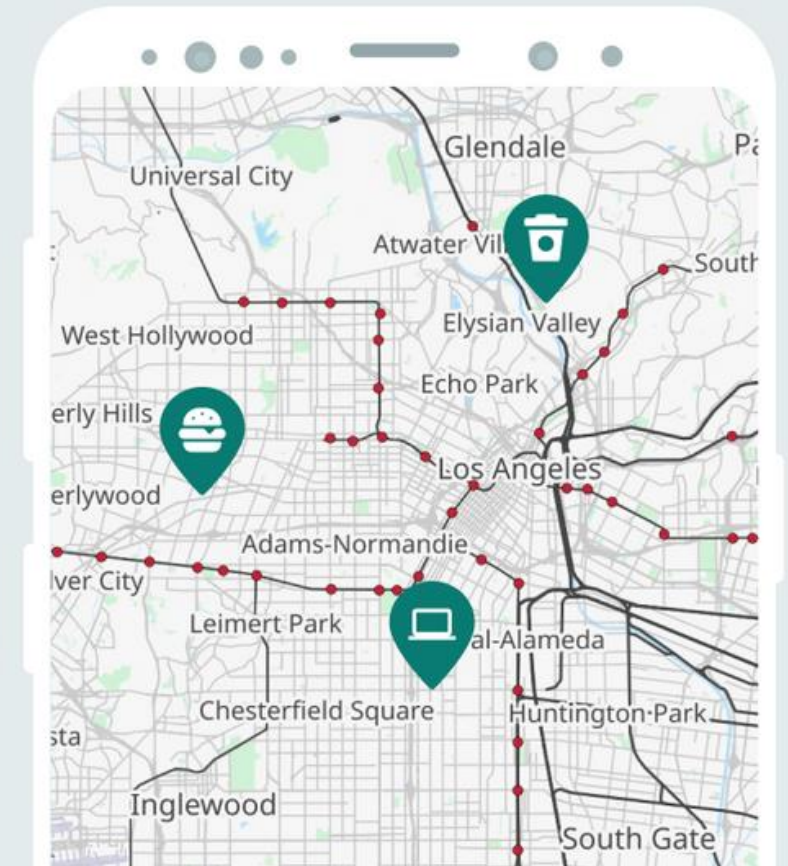 Glendale
Pa
Universal City
Atwater Vil
South
Elysian Valley
West Hollywood
Echo Park
erly Hills
Los Angeles
erlywood
Adams-Normandie
lver City
Leimert Park
al-Alameda
Chesterfield Square
Huntington Park
sta
Inglewood
South Gate